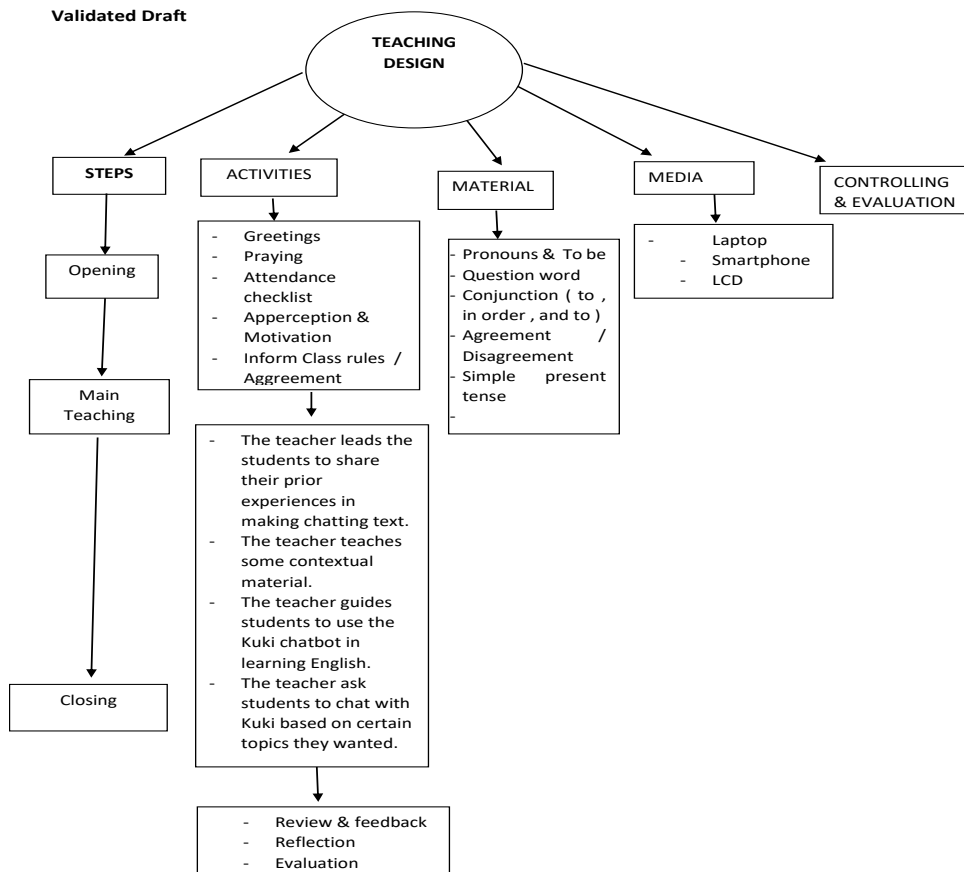 Validated Draft
TEACHING
DESIGN
STEPS
Opening
Main
Teaching
Closing
ACTIVITIES
- Greetings
- Praying
- Attendance
checklist
- Apperception &
Motivation
- Inform Class rules /
Aggreement
- The teacher leads the
students to share
their prior
experiences in
making chatting text.
- The teacher teaches
some contextual
material.
- The teacher guides
students to use the
Kuki chatbot in
learning English.
- The teacher ask
students to chat with
Kuki based on certain
topics they wanted.
- Review & feedback
- Reflection
- Evaluation
MATERIAL
- Pronouns & To be
- Question word
- Conjunction ( to ,
in order , and to )
- Agreement /
Disagreement
- Simple present
tense
-
MEDIA
- Laptop
- Smartphone
- LCD
CONTROLLING
& EVALUATION